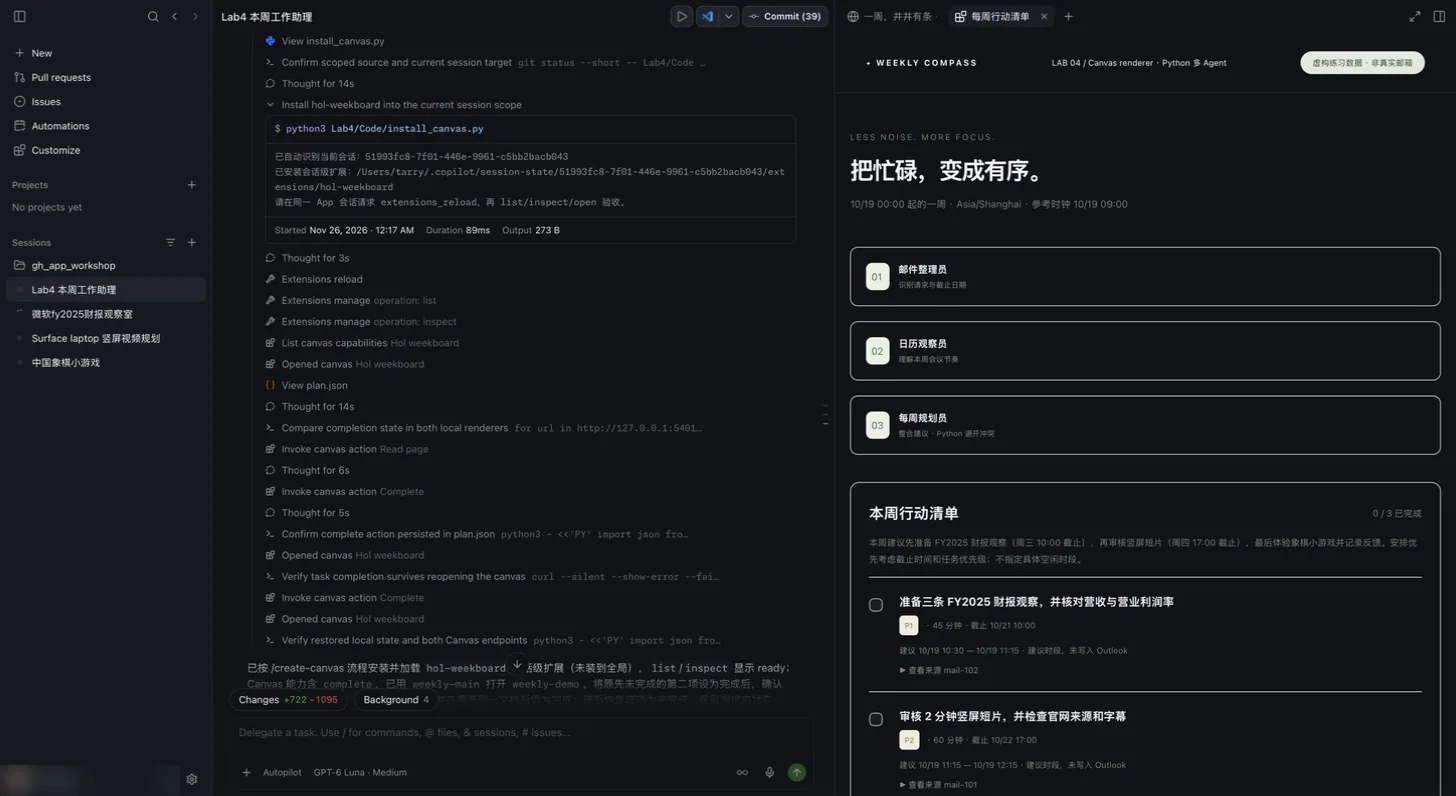 Lab4 本周工作助理
Commit (39)
New
Pull requests
Issues
Automations
Customize
Projects
No projects yet
Sessions
gh_app_workshop
Lab4 本周工作助理
微软fy2025财报观察室
Surface laptop 竖屏视频规划
中国象棋小游戏
View install_canvas.py
Confirm scoped source and current session target git status --short -- Lab4/Code …
Thought for 14s
Install hol-weekboard into the current session scope
$ python3 Lab4/Code/install_canvas.py
已自动识别当前会话：51993fc8-7f01-446e-9961-c5bb2bacb043
已安装会话级扩展：/Users/tarry/.copilot/session-state/51993fc8-7f01-446e-9961-c5bb2bacb043/ext
ensions/hol-weekboard
请在同一 App 会话请求 extensions_reload，再 list/inspect/open 验收。
Started Nov 26, 2026 · 12:17 AM Duration 89ms Output 273 B
Thought for 3s
Extensions reload
Extensions manage operation: list
Extensions manage operation: inspect
List canvas capabilities Hol weekboard
Opened canvas Hol weekboard
View plan.json
Thought for 14s
Compare completion state in both local renderers for url in http://127.0.0.1:5401…
Invoke canvas action Read page
Thought for 6s
Invoke canvas action Complete
Thought for 5s
Confirm complete action persisted in plan.json python3 - <<'PY' import json fro…
Opened canvas Hol weekboard
Verify task completion survives reopening the canvas curl --silent --show-error --fai…
Invoke canvas action Complete
Opened canvas Hol weekboard
Verify restored local state and both Canvas endpoints python3 - <<'PY' import json fro…
已按 /create-canvas 流程安装并加载 hol-weekboard 级扩展（未装到全局），list / inspect 显示 ready；
Canvas 能力含 complete，已用 weekly-main 打开 weekly-demo。将原先未完成的第二项设为完成后，确认
Changes +722 -1095
Background 4
Delegate a task. Use / for commands, @ files, & sessions, # issues...
Autopilot GPT-6 Luna · Medium
一周，井井有条 ·
每周行动清单
WEEKLY COMPASS
LAB 04 / Canvas renderer · Python 多 Agent
虚构练习数据 · 非真实邮箱
LESS NOISE. MORE FOCUS.
把忙碌，变成有序。
10/19 00:00 起的一周 · Asia/Shanghai · 参考时钟 10/19 09:00
01
邮件整理员
识别请求与截止日期
02
日历观察员
理解本周会议节奏
03
每周规划员
整合建议 · Python 避开冲突
本周行动清单
0 / 3 已完成
本周建议先准备 FY2025 财报观察（周三 10:00 截止），再审核竖屏短片（周四 17:00 截止），最后体验象棋小游戏并记录反馈。安排优
先考虑截止时间和任务优先级；不指定具体空闲时段。
准备三条 FY2025 财报观察，并核对营收与营业利润率
P1 · 45 分钟 · 截止 10/21 10:00
建议 10/19 10:30 — 10/19 11:15 · 建议时段，未写入 Outlook
▶ 查看来源 mail-102
审核 2 分钟竖屏短片，并检查官网来源和字幕
P2 · 60 分钟 · 截止 10/22 17:00
建议 10/19 11:15 — 10/19 12:15 · 建议时段，未写入 Outlook
▶ 查看来源 mail-101